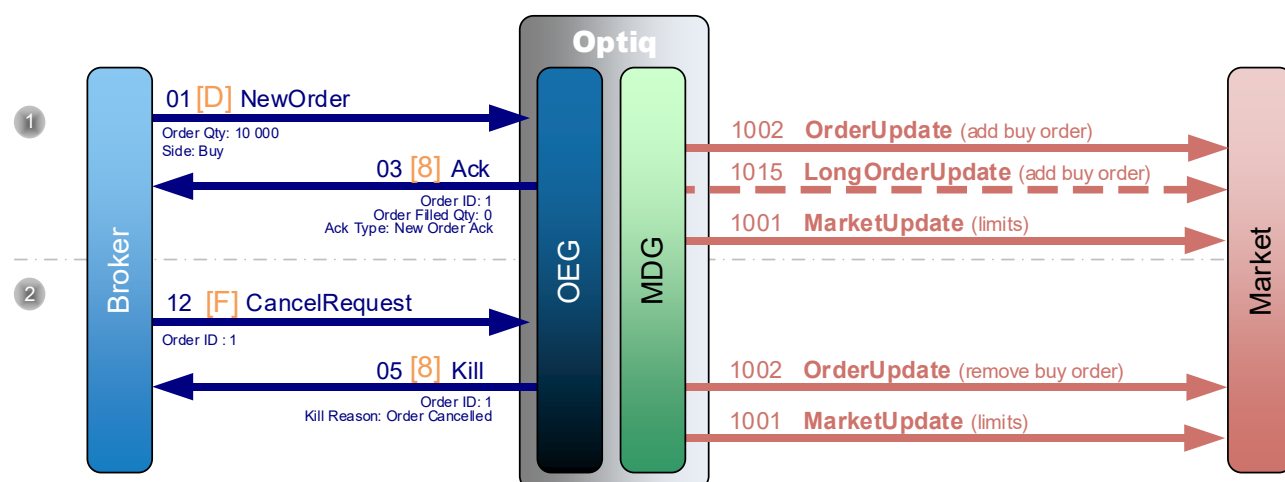 Optiq
1
01 [D] NewOrder
Order Qty: 10 000
Side: Buy
03 [8] Ack
Order ID: 1
Order Filled Qty: 0
Ack Type: New Order Ack
1002 OrderUpdate (add buy order)
1015 LongOrderUpdate (add buy order)
1001 MarketUpdate (limits)
Broker
OEG
MDG
Market
2
12 [F] CancelRequest
Order ID : 1
05 [8] Kill
Order ID: 1
Kill Reason: Order Cancelled
1002 OrderUpdate (remove buy order)
1001 MarketUpdate (limits)